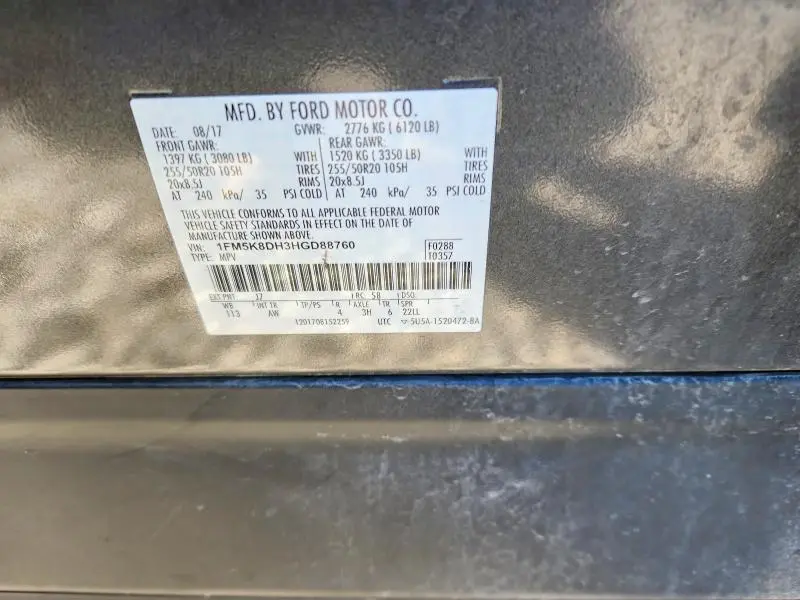 MFD. BY FORD MOTOR CO.
DATE: 08/17 GVWR: 2776 KG ( 6120 LB)
FRONT GAWR: REAR GAWR:
1397 KG ( 3080 LB) WITH 1520 KG ( 3350 LB) WITH
255/50R20 105H TIRES 255/50R20 105H TIRES
20x8.5J RIMS 20x8.5J RIMS
AT 240 kPa/ 35 PSI COLD AT 240 kPa/ 35 PSI COLD
THIS VEHICLE CONFORMS TO ALL APPLICABLE FEDERAL MOTOR
VEHICLE SAFETY STANDARDS IN EFFECT ON THE DATE OF
MANUFACTURE SHOWN ABOVE.
VIN: 1FM5K8DH3HGD88760 F0288
TYPE: MPV T0357
EXT PNT J7 RC: 58 DSO:
WB INT TR TP/PS R AXLE TR SPR
113 AW 4 3H 6 22LL
1201708152259 UTC ▽ 5U5A-1520472-BA